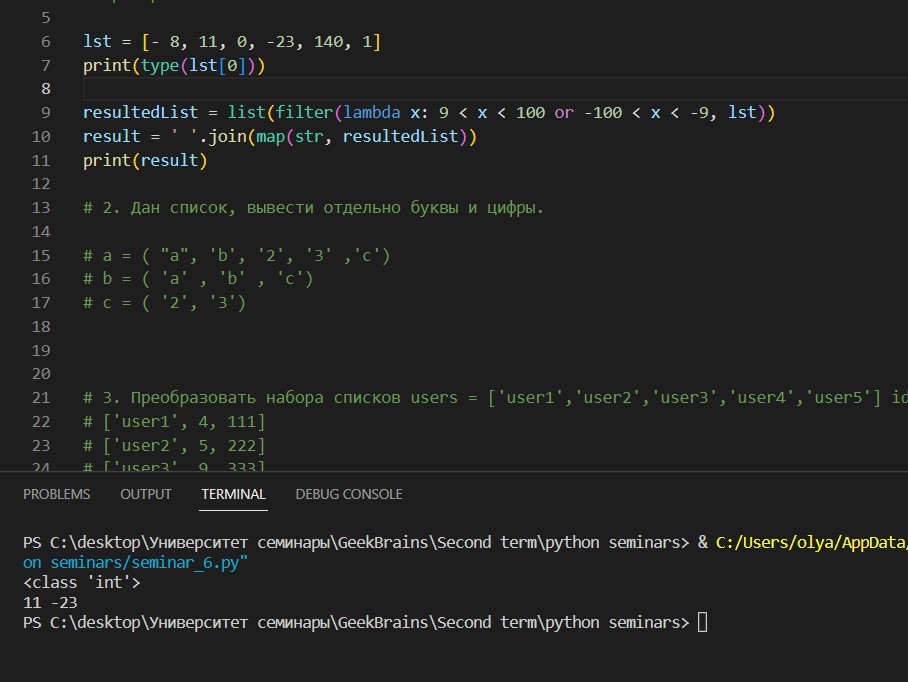 5
6 lst = [- 8, 11, 0, -23, 140, 1]
7 print(type(lst[0]))
8
9 resultedList = list(filter(lambda x: 9 < x < 100 or -100 < x < -9, lst))
10 result = ' '.join(map(str, resultedList))
11 print(result)
12
13 # 2. Дан список, вывести отдельно буквы и цифры.
14
15 # a = ( "a", 'b', '2', '3' ,'c')
16 # b = ( 'a' , 'b' , 'c')
17 # c = ( '2', '3')
18
19
20
21 # 3. Преобразовать набора списков users = ['user1','user2','user3','user4','user5'] id
22 # ['user1', 4, 111]
23 # ['user2', 5, 222]
24 # ['user3', 9, 333]
PROBLEMS OUTPUT TERMINAL DEBUG CONSOLE
PS C:\desktop\Университет семинары\GeekBrains\Second term\python seminars> & C:/Users/olya/AppData/
on seminars/seminar_6.py"
<class 'int'>
11 -23
PS C:\desktop\Университет семинары\GeekBrains\Second term\python seminars>